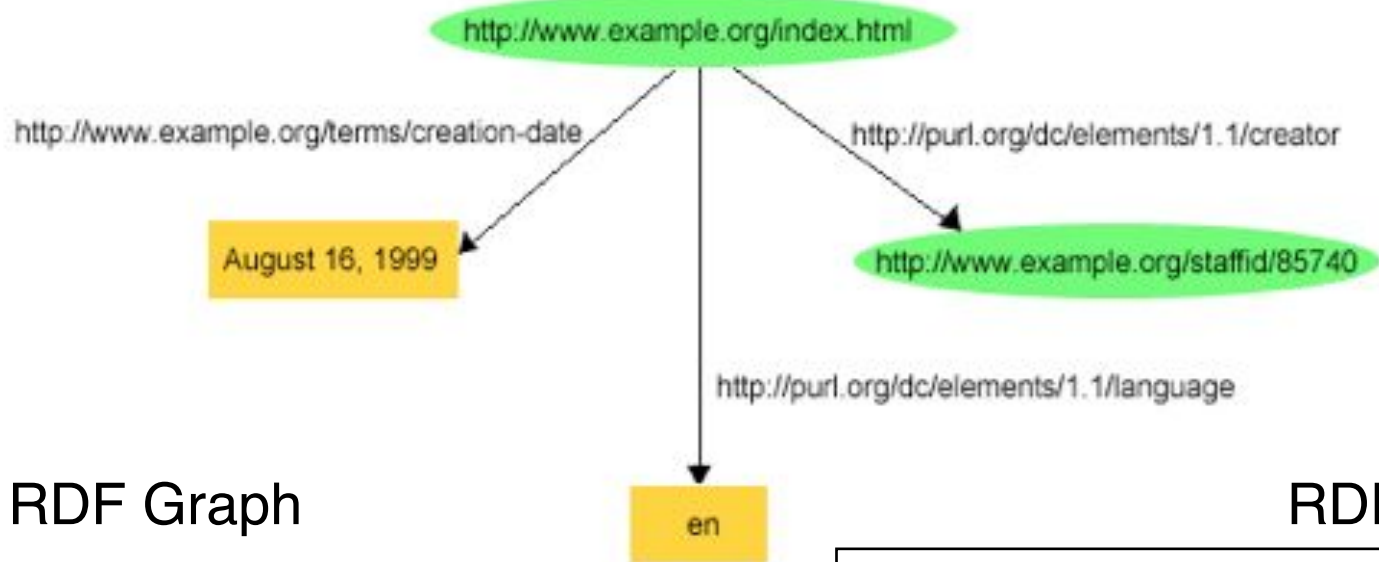 http://www.example.org/index.html
http://www.example.org/terms/creation-date
http://purl.org/dc/elements/1.1/creator
August 16, 1999
http://www.example.org/staffid/85740
http://purl.org/dc/elements/1.1/language
RDF Graph
en